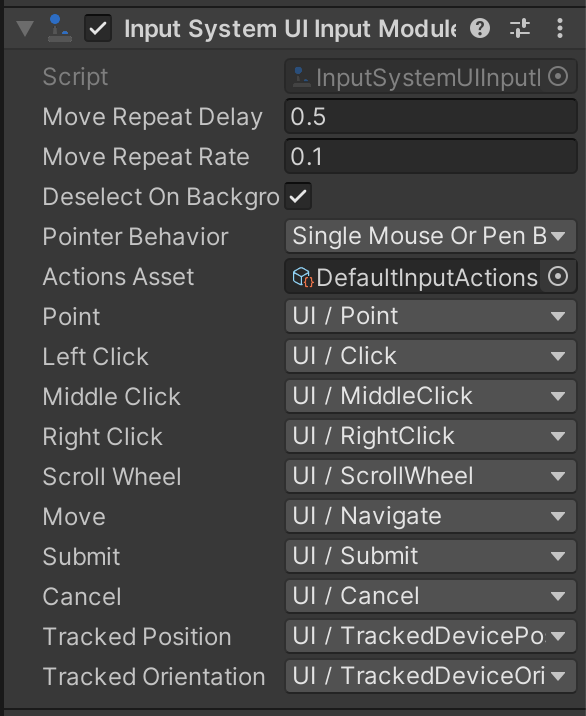 Input System UI Input Module
Script InputSystemUIInputI
Move Repeat Delay 0.5
Move Repeat Rate 0.1
Deselect On Backgro
Pointer Behavior Single Mouse Or Pen B
Actions Asset DefaultInputActions
Point UI / Point
Left Click UI / Click
Middle Click UI / MiddleClick
Right Click UI / RightClick
Scroll Wheel UI / ScrollWheel
Move UI / Navigate
Submit UI / Submit
Cancel UI / Cancel
Tracked Position UI / TrackedDevicePo
Tracked Orientation UI / TrackedDeviceOri